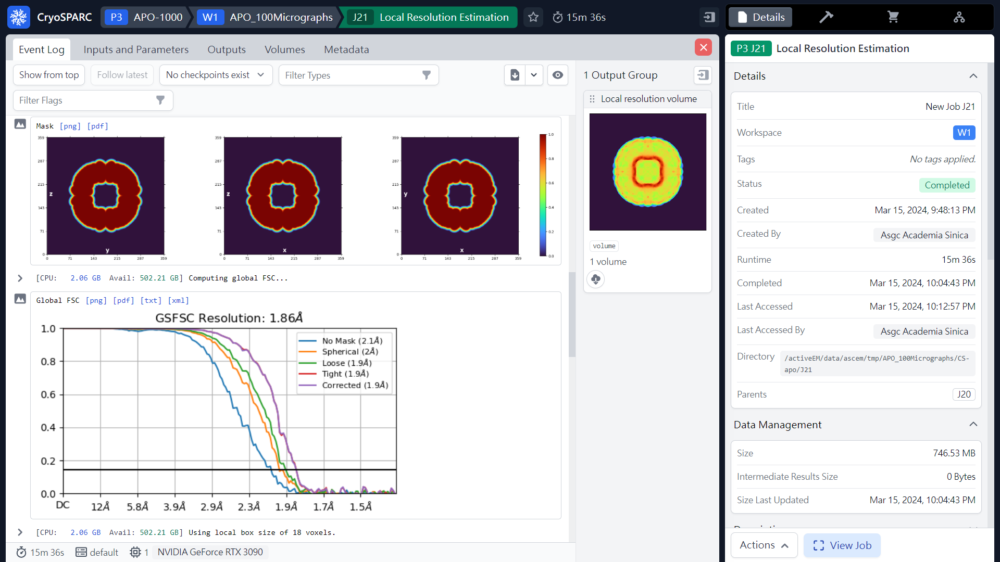 CryoSPARC P3 APO-1000 W1 APO_100Micrographs J21 Local Resolution Estimation 15m 36s
Details
Event Log Inputs and Parameters Outputs Volumes Metadata
Show from top Follow latest No checkpoints exist Filter Types
Filter Flags
Mask [png] [pdf]
359 287 215 143 71 0
z
y
0 71 143 215 287 359
359 287 215 143 71 0
z
x
0 71 143 215 287 359
359 287 215 143 71 0
y
x
0 71 143 215 287 359
1.0 0.8 0.6 0.4 0.2 0.0
[CPU: 2.06 GB Avail: 502.21 GB] Computing global FSC...
Global FSC [png] [pdf] [txt] [xml]
GSFSC Resolution: 1.86Å
1.0
0.8
0.6
0.4
0.2
0.0
No Mask (2.1Å)
Spherical (2Å)
Loose (1.9Å)
Tight (1.9Å)
Corrected (1.9Å)
DC 12Å 5.8Å 3.9Å 2.9Å 2.3Å 1.9Å 1.7Å 1.5Å
[CPU: 2.06 GB Avail: 502.21 GB] Using local box size of 18 voxels.
15m 36s default 1 NVIDIA GeForce RTX 3090
1 Output Group
Local resolution volume
volume
1 volume
P3 J21 Local Resolution Estimation
Details
Title New Job J21
Workspace W1
Tags No tags applied.
Status Completed
Created Mar 15, 2024, 9:48:13 PM
Created By Asgc Academia Sinica
Runtime 15m 36s
Completed Mar 15, 2024, 10:04:43 PM
Last Accessed Mar 15, 2024, 10:12:57 PM
Last Accessed By Asgc Academia Sinica
Directory /activeEM/data/ascem/tmp/APO_100Micrographs/CS-
apo/J21
Parents J20
Data Management
Size 746.53 MB
Intermediate Results Size 0 Bytes
Size Last Updated Mar 15, 2024, 10:04:43 PM
Actions View Job